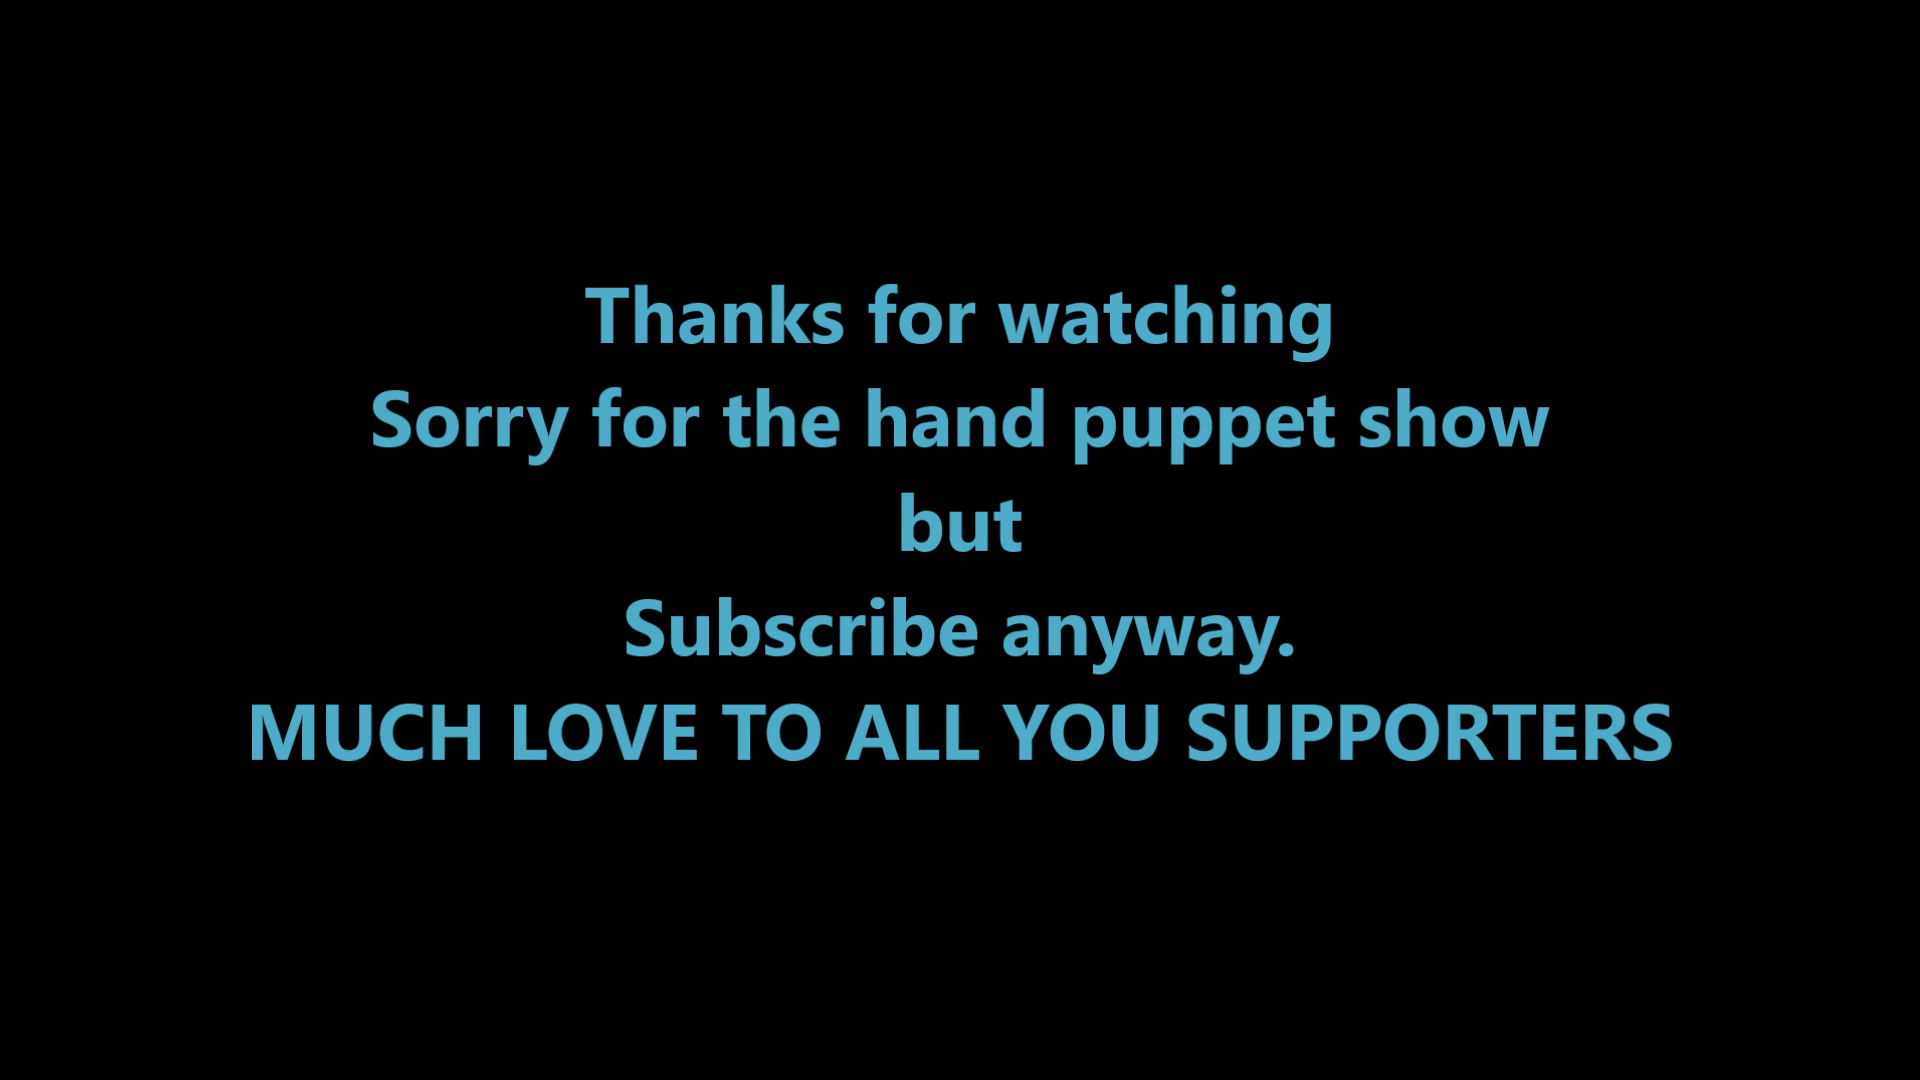 Thanks for watching
Sorry for the hand puppet show
but
Subscribe anyway.
MUCH LOVE TO ALL YOU SUPPORTERS